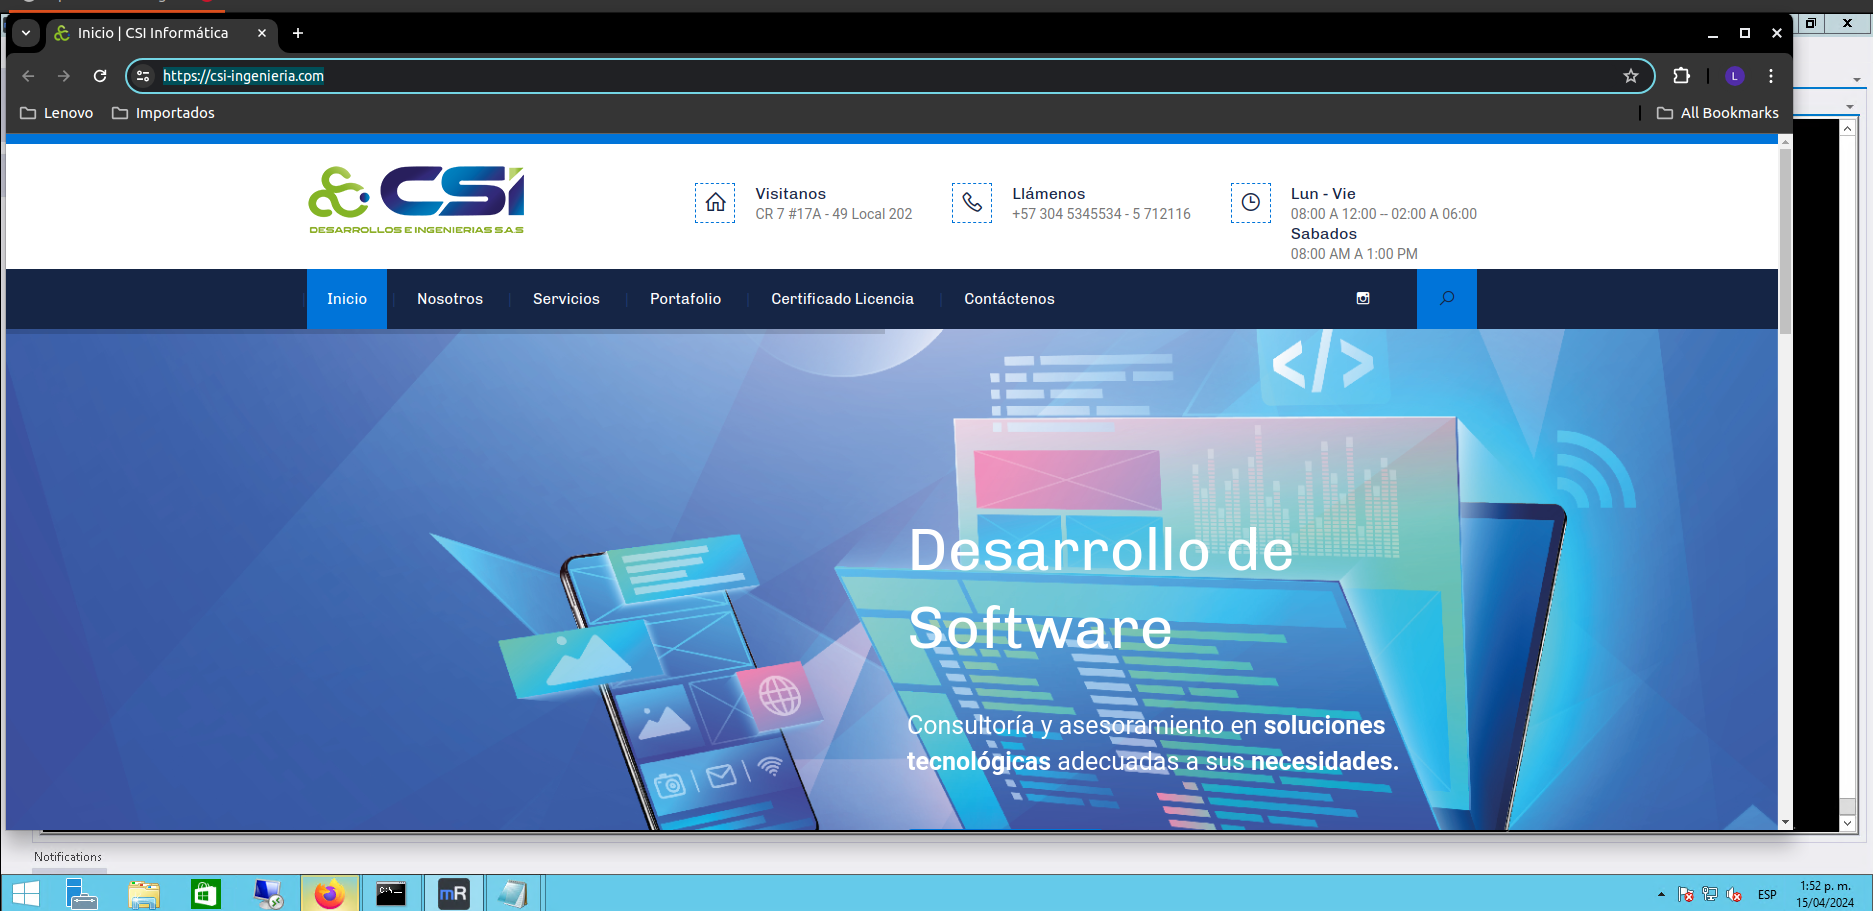 Inicio | CSI Informática
https://csi-ingenieria.com
Lenovo
Importados
All Bookmarks
CSi
DESARROLLOS E INGENIERIAS S.A.S
Visitanos
CR 7 #17A - 49 Local 202
Llámenos
+57 304 5345534 - 5 712116
Lun - Vie
08:00 A 12:00 -- 02:00 A 06:00
Sabados
08:00 AM A 1:00 PM
Inicio
Nosotros
Servicios
Portafolio
Certificado Licencia
Contáctenos
</>
Desarrollo de
Software
Consultoría y asesoramiento en soluciones
tecnológicas adecuadas a sus necesidades.
Notifications
C:\_
mR
ESP
1:52 p. m.
15/04/2024
L